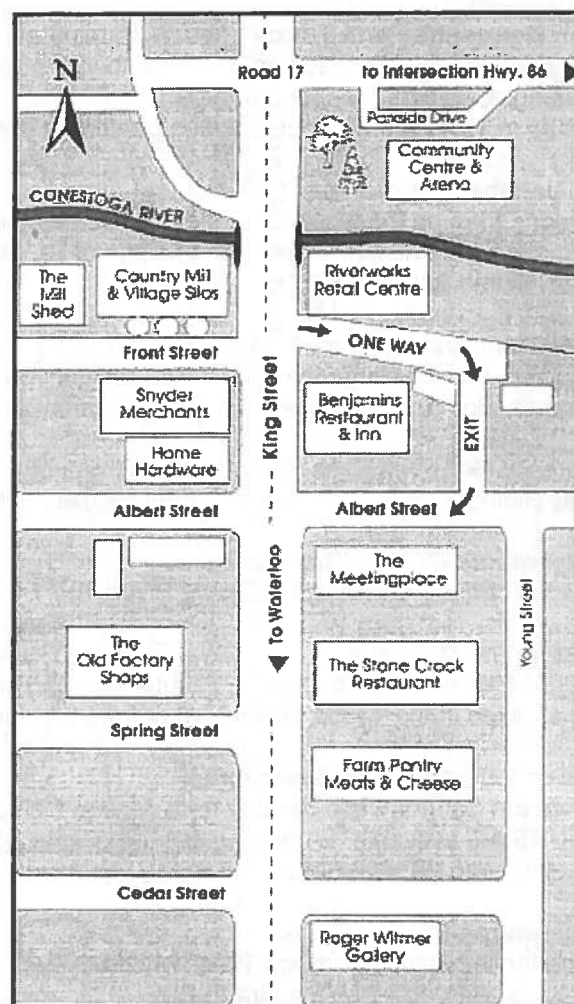 N
Road 17
to Intersection Hwy. 86
Parkside Drive
Community
Centre &
Arena
CONESTOGA RIVER
The
Mill
Shed
Country Mill
& Village Silos
Riverworks
Retail Centre
ONE WAY
Front Street
Snyder
Merchants
Home
Hardware
King Street
Benjamins
Restaurant
& Inn
EXIT
Albert Street
Albert Street
The
Meetingplace
To Waterloo
Young Street
The
Old Factory
Shops
The Stone Crock
Restaurant
Spring Street
Farm Pantry
Meats & Cheese
Cedar Street
Roger Witmer
Gallery